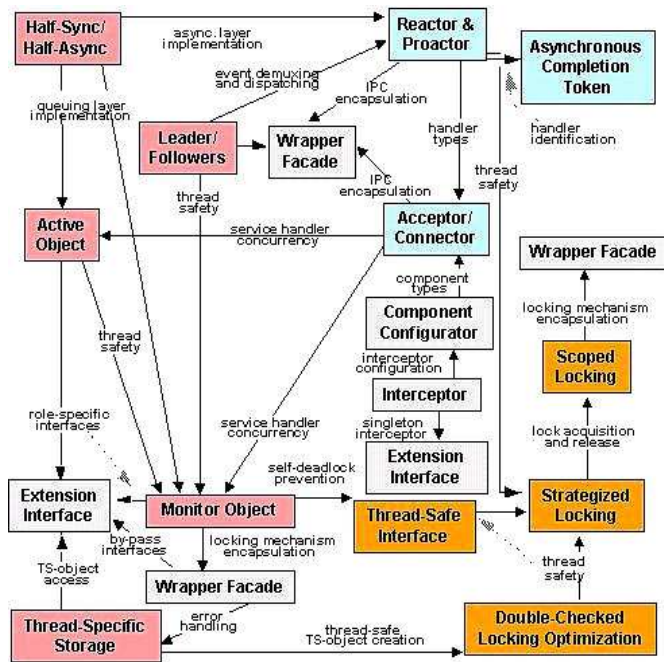 Half-Sync/
Half-Async
async. layer
implementation
Reactor &
Proactor
Asynchronous
Completion
Token
event demuxing
and dispatching
queuing layer
implementation
IPC
encapsulation
Leader/
Followers
Wrapper
Facade
handler
types
handler
identification
thread
safety
thread
safety
IPC
encapsulation
Active
Object
service handler
concurrency
Acceptor/
Connector
Wrapper Facade
component
types
Component
Configurator
locking mechanism
encapsulation
thread
safety
interceptor
configuration
Scoped
Locking
Interceptor
role-specific
interfaces
service handler
concurrency
singleton
interceptor
lock acquisition
and release
Extension
Interface
self-deadlock
prevention
Extension
Interface
Monitor Object
Thread-Safe
Interface
Strategized
Locking
by-pass
interfaces
locking mechanism
encapsulation
TS-object
access
Wrapper Facade
thread
safety
error
handling
Thread-Specific
Storage
thread-safe
TS-object creation
Double-Checked
Locking Optimization